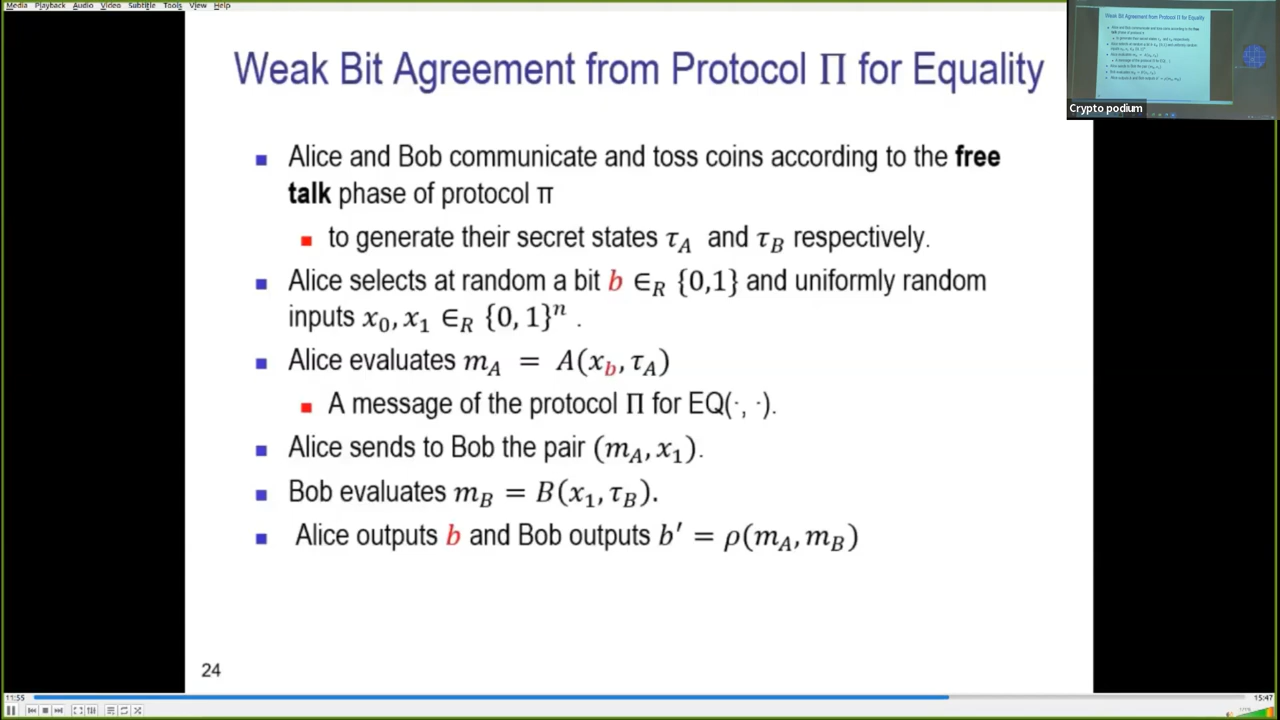 Media Playback Audio Video Subtitle Tools View Help
Weak Bit Agreement from Protocol Π for Equality
Crypto podium
■ Alice and Bob communicate and toss coins according to the free
talk phase of protocol π
■ to generate their secret states τ_A and τ_B respectively.
■ Alice selects at random a bit b ∈_R {0,1} and uniformly random
inputs x_0, x_1 ∈_R {0, 1}^n .
■ Alice evaluates m_A = A(x_b, τ_A)
■ A message of the protocol Π for EQ(·, ·).
■ Alice sends to Bob the pair (m_A, x_1).
■ Bob evaluates m_B = B(x_1, τ_B).
■ Alice outputs b and Bob outputs b′ = ρ(m_A, m_B)
24
11:55
15:47